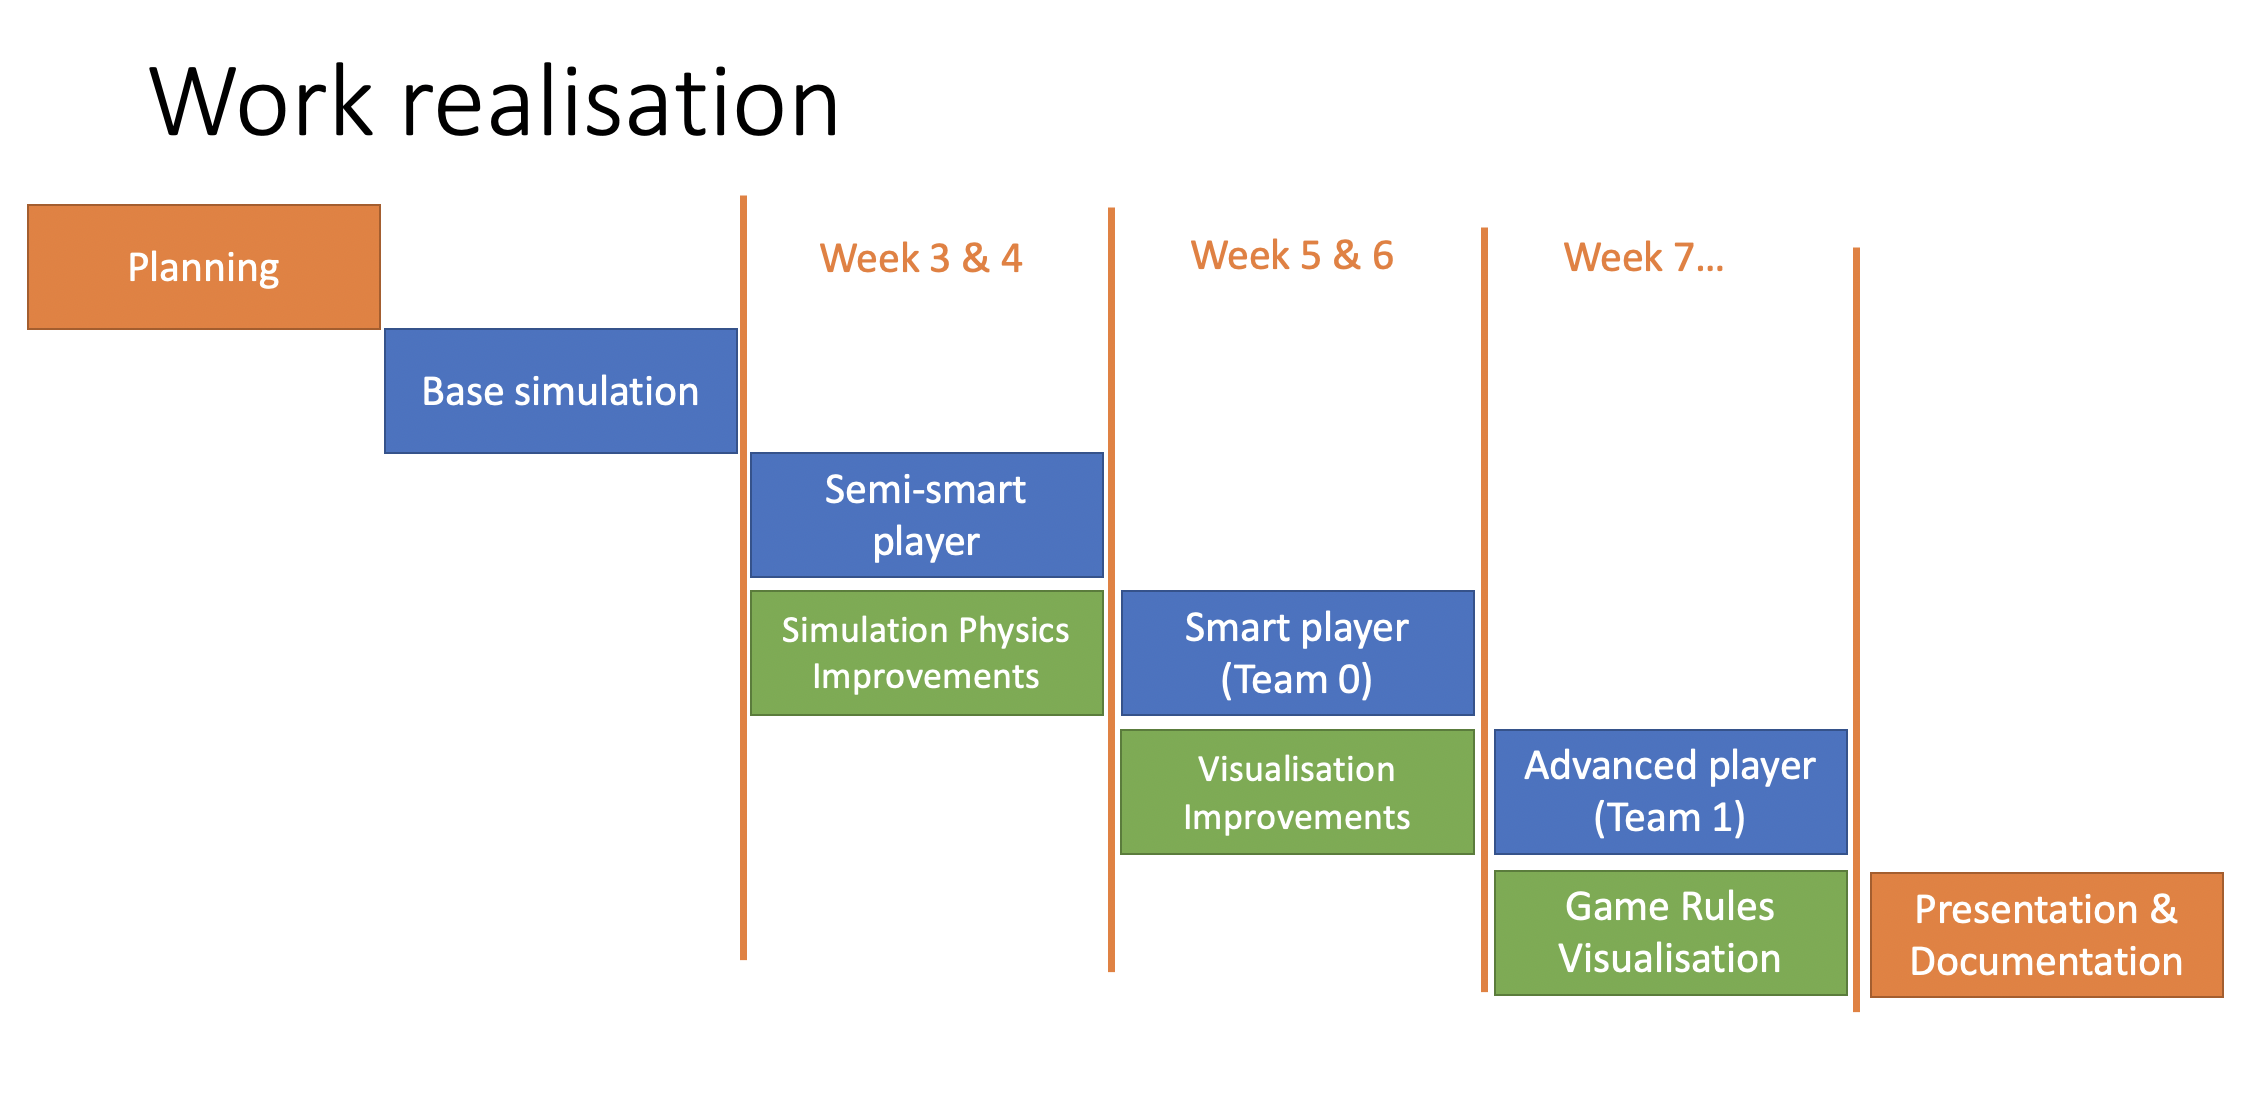 Work realisation
Planning
Week 3 & 4
Week 5 & 6
Week 7...
Base simulation
Semi-smart
player
Simulation Physics
Improvements
Smart player
(Team 0)
Visualisation
Improvements
Advanced player
(Team 1)
Game Rules
Visualisation
Presentation &
Documentation